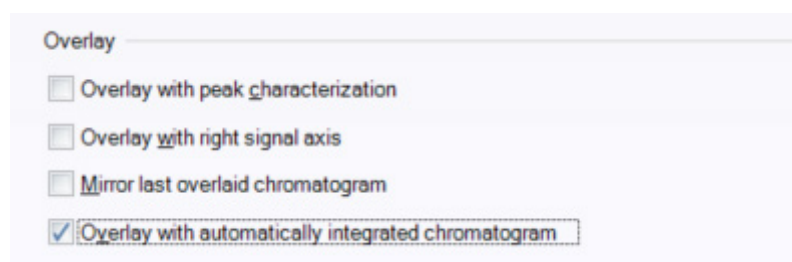 Overlay
Overlay with peak characterization
Overlay with right signal axis
Mirror last overlaid chromatogram
Overlay with automatically integrated chromatogram